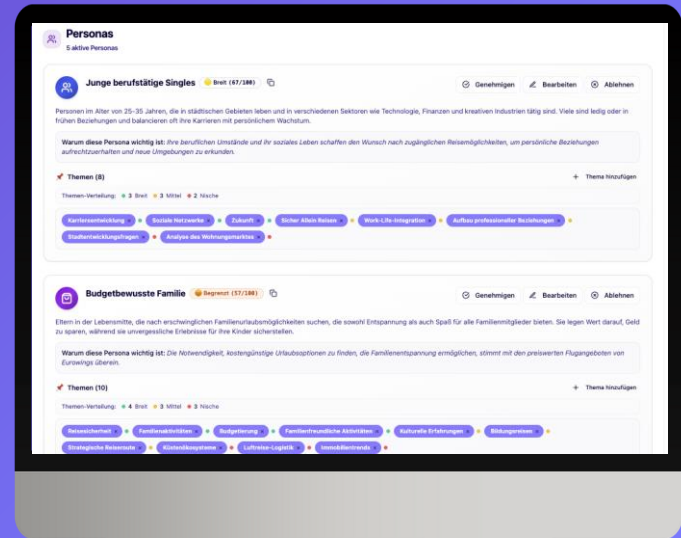 Personas
5 aktive Personas
Junge berufstätige Singles
Breit (67/100)
Genehmigen
Bearbeiten
Ablehnen
Personen im Alter von 25-35 Jahren, die in städtischen Gebieten leben und in verschiedenen Sektoren wie Technologie, Finanzen und kreativen Industrien tätig sind. Viele sind ledig oder in
frühen Beziehungen und balancieren oft ihre Karrieren mit persönlichem Wachstum.
Warum diese Persona wichtig ist: Ihre beruflichen Umstände und ihr soziales Leben schaffen den Wunsch nach zugänglichen Reisemöglichkeiten, um persönliche Beziehungen
aufrechtzuerhalten und neue Umgebungen zu erkunden.
Themen (8)
+ Thema hinzufügen
Themen-Verteilung: 3 Breit 3 Mittel 2 Nische
Karriereentwicklung × Soziale Netzwerke × Zukunft × Sicher Allein Reisen × Work-Life-Integration × Aufbau professioneller Beziehungen ×
Stadtentwicklungsfragen × Analyse des Wohnungsmarktes ×
Budgetbewusste Familie
Begrenzt (57/100)
Genehmigen
Bearbeiten
Ablehnen
Eltern in der Lebensmitte, die nach erschwinglichen Familienurlaubsmöglichkeiten suchen, die sowohl Entspannung als auch Spaß für alle Familienmitglieder bieten. Sie legen Wert darauf, Geld
zu sparen, während sie unvergessliche Erlebnisse für ihre Kinder sicherstellen.
Warum diese Persona wichtig ist: Die Notwendigkeit, kostengünstige Urlaubsoptionen zu finden, die Familienentspannung ermöglichen, stimmt mit den preiswerten Flugangeboten von
Eurowings überein.
Themen (10)
+ Thema hinzufügen
Themen-Verteilung: 4 Breit 3 Mittel 3 Nische
Reisesicherheit × Familienaktivitäten × Budgetierung × Familienfreundliche Aktivitäten × Kulturelle Erfahrungen × Bildungsreisen ×
Strategische Reiseroute × Küstenökosysteme × Luftreise-Logistik × Immobilientrends ×